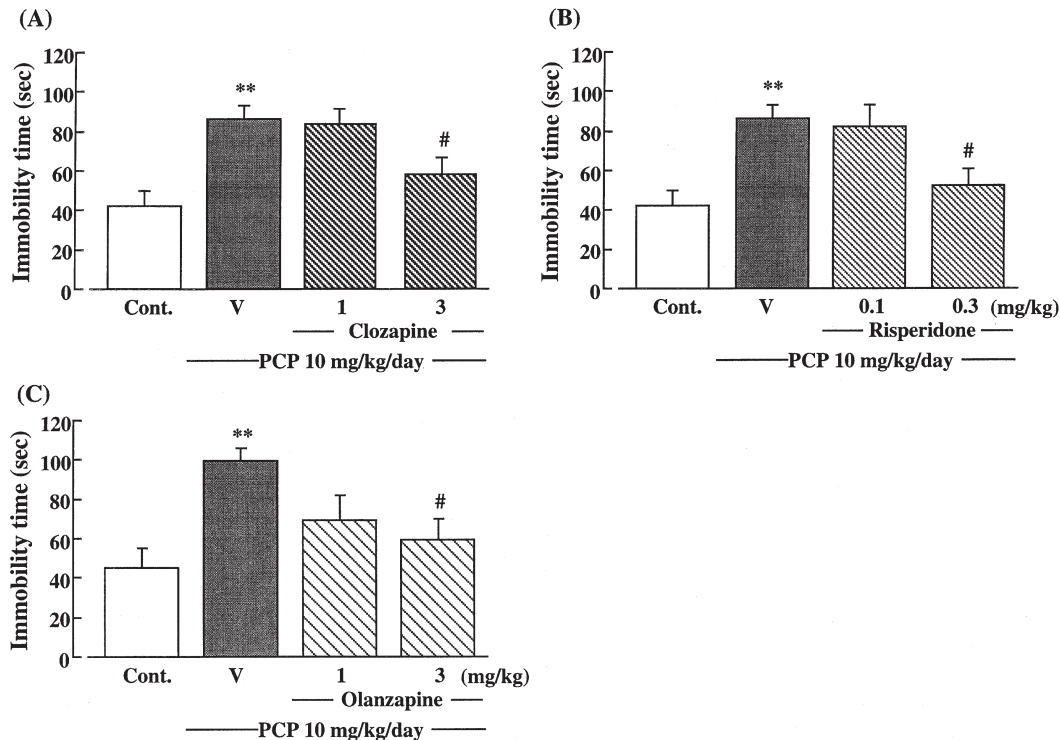 (A)
Immobility time (sec)
120
100
80
60
40
20
0
**
#
Cont. V 1 3
Clozapine
PCP 10 mg/kg/day
(B)
Immobility time (sec)
120
100
80
60
40
20
0
**
#
Cont. V 0.1 0.3 (mg/kg)
Risperidone
PCP 10 mg/kg/day
(C)
Immobility time (sec)
120
100
80
60
40
20
0
**
#
Cont. V 1 3 (mg/kg)
Olanzapine
PCP 10 mg/kg/day